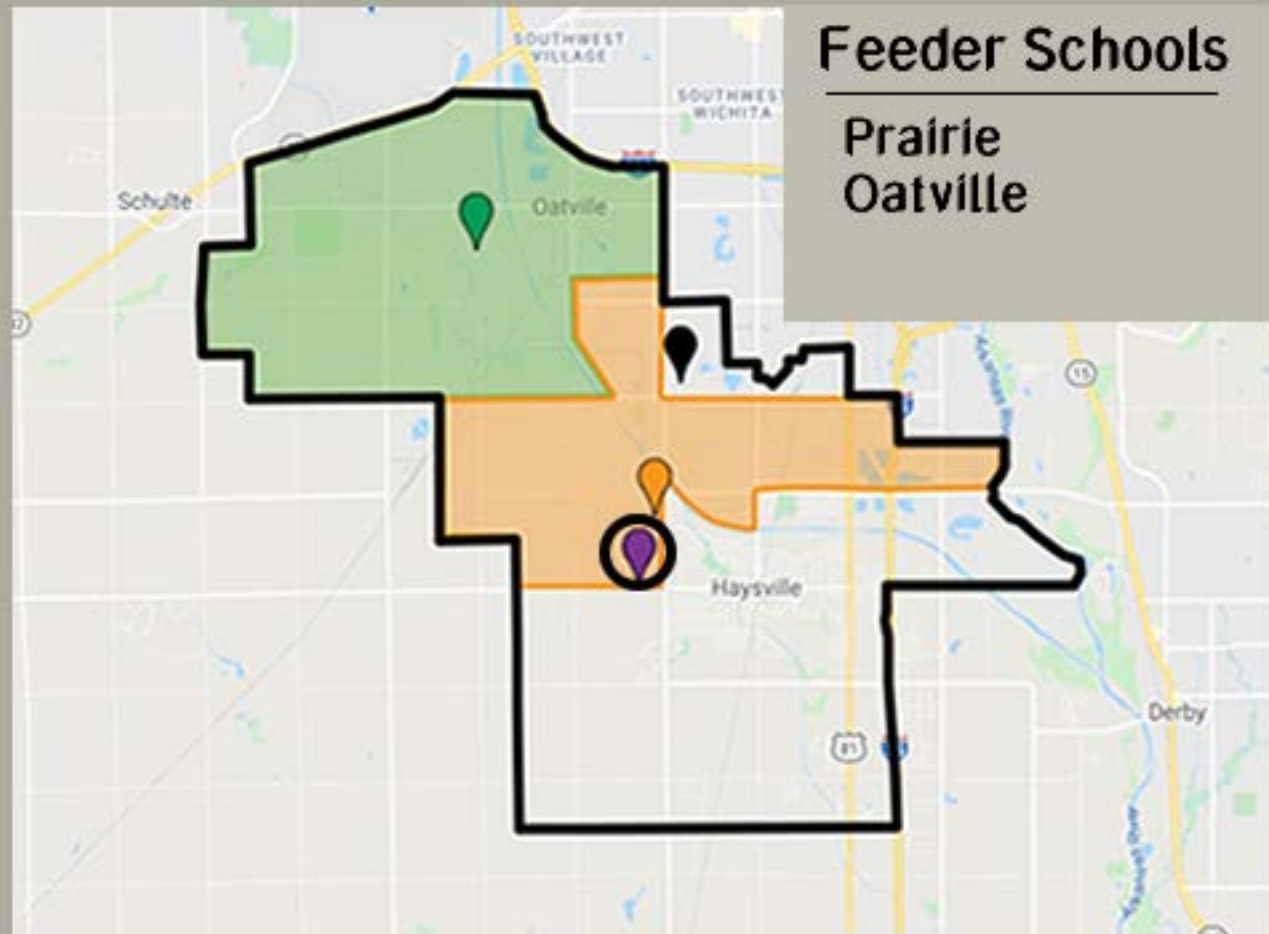 Feeder Schools
Prairie
Oatville
SOUTHWEST
VILLAGE
SOUTHWEST
WICHITA
Schulte
Oatville
15
Haysville
Derby
81